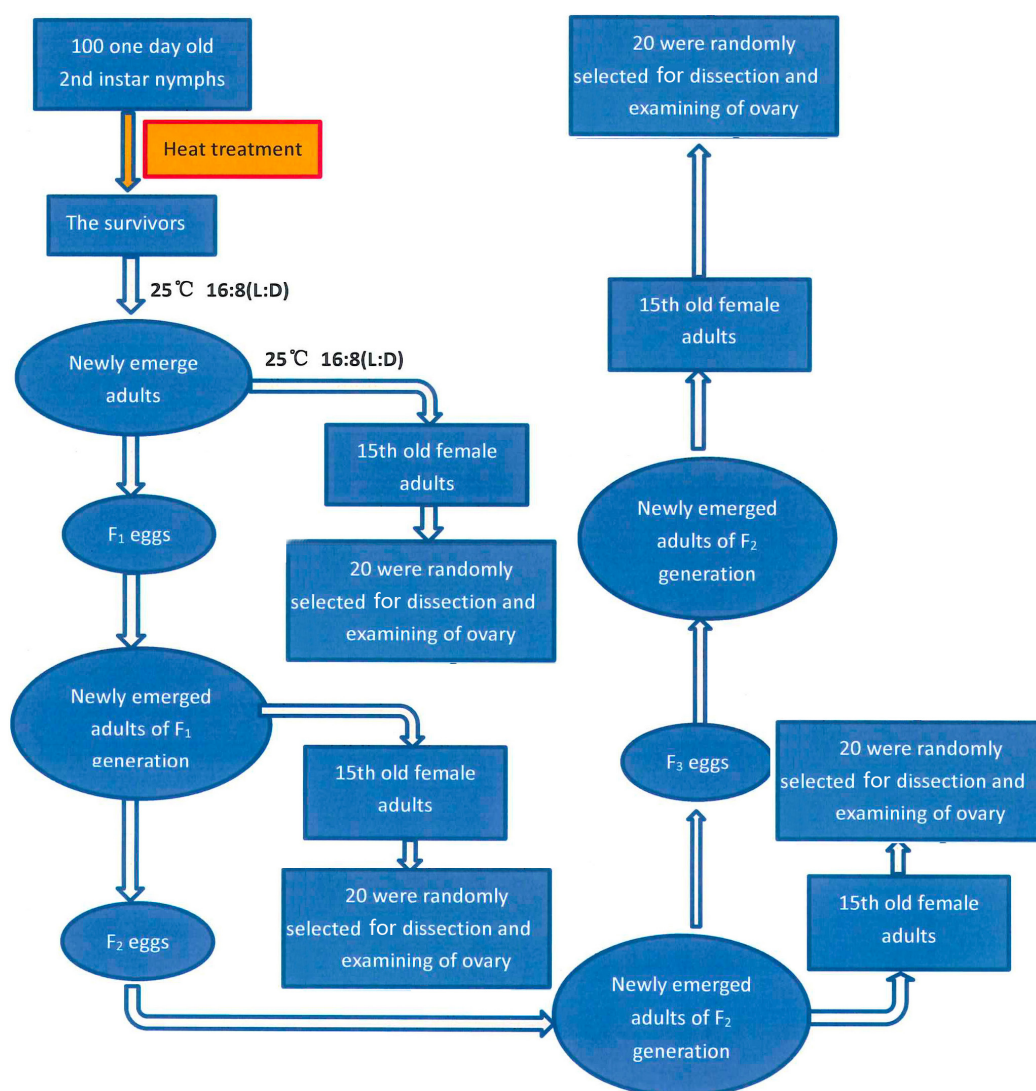 100 one day old
2nd instar nymphs
Heat treatment
The survivors
25℃ 16:8(L:D)
Newly emerge
adults
25℃ 16:8(L:D)
15th old female
adults
20 were randomly
selected for dissection and
examining of ovary
F₁ eggs
Newly emerged
adults of F₁
generation
15th old female
adults
20 were randomly
selected for dissection and
examining of ovary
F₂ eggs
Newly emerged
adults of F₂
generation
15th old female
adults
20 were randomly
selected for dissection and
examining of ovary
F₃ eggs
Newly emerged
adults of F₂
generation
15th old female
adults
20 were randomly
selected for dissection and
examining of ovary